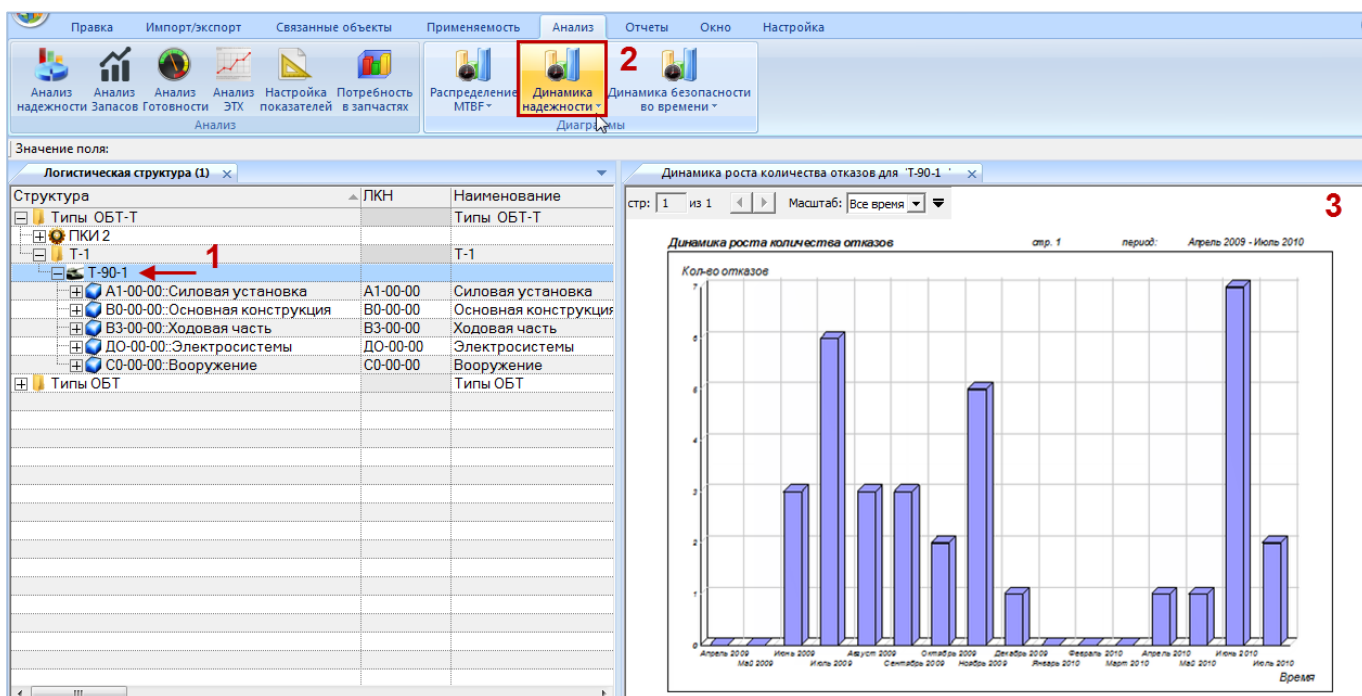 Правка Импорт/экспорт Связанные объекты Применяемость Анализ Отчеты Окно Настройка
2
Анализ надежности
Анализ Запасов
Анализ Готовности
Анализ ЭТХ
Настройка показателей
Потребность в запчастях
Распределение MTBF
Динамика надежности
Динамика безопасности во времени
Анализ Диаграммы
Значение поля:
Логистическая структура (1)
Структура ЛКН Наименование
Типы ОБТ-Т Типы ОБТ-Т
ПКИ 2
Т-1 Т-1
1
Т-90-1
А1-00-00::Силовая установка А1-00-00 Силовая установка
В0-00-00::Основная конструкция В0-00-00 Основная конструкция
В3-00-00::Ходовая часть В3-00-00 Ходовая часть
ДО-00-00::Электросистемы ДО-00-00 Электросистемы
С0-00-00::Вооружение С0-00-00 Вооружение
Типы ОБТ Типы ОБТ
Динамика роста количества отказов для 'Т-90-1 '
стр: 1 из 1 Масштаб: Все время
3
Динамика роста количества отказов стр. 1 период: Апрель 2009 - Июль 2010
Кол-во отказов
7
6
5
4
3
2
1
0
Апрель 2009 Июнь 2009 Август 2009 Октябрь 2009 Декабрь 2009 Февраль 2010 Апрель 2010 Июнь 2010
Май 2009 Июль 2009 Сентябрь 2009 Ноябрь 2009 Январь 2010 Март 2010 Май 2010 Июль 2010
Время